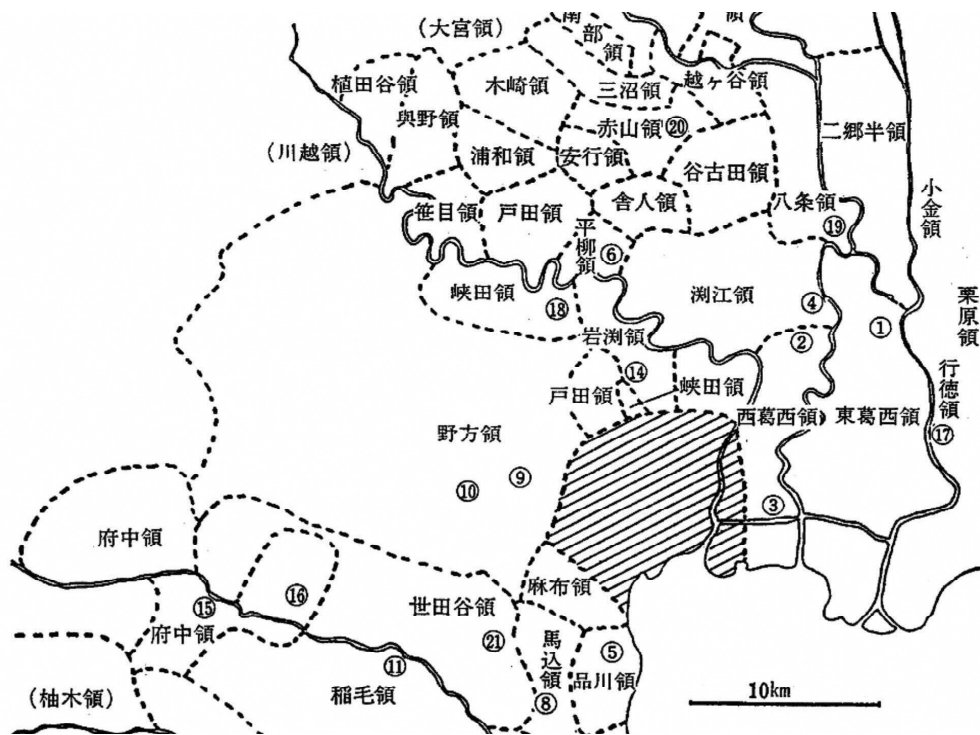 (大宮領)
南部領
領
植田谷領
木崎領
三沼領
越ヶ谷領
與野領
赤山領⑳
二郷半領
(川越領)
浦和領
安行領
谷古田領
小金領
笹目領
戸田領
舎人領
八条領
⑲
平柳領
⑥
峡田領
⑱
渕江領
④
①
栗原領
岩渕領
②
⑭
戸田領
峡田領
行徳領
西葛西領
東葛西領
⑰
野方領
⑨
⑩
③
府中領
麻布領
⑯
⑮
世田谷領
府中領
㉑
馬込領
⑤
⑪
品川領
(柚木領)
稲毛領
⑧
10km